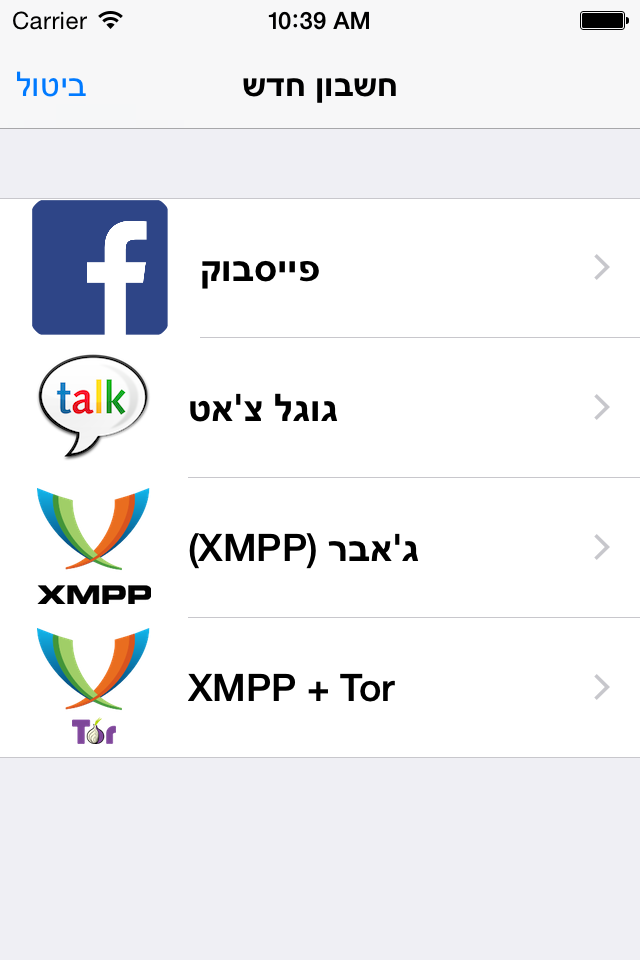 Carrier 10:39 AM
ביטול
חשבון חדש
פייסבוק
talk
גוגל צ'אט
XMPP
ג'אבר (XMPP)
Tor
XMPP + Tor